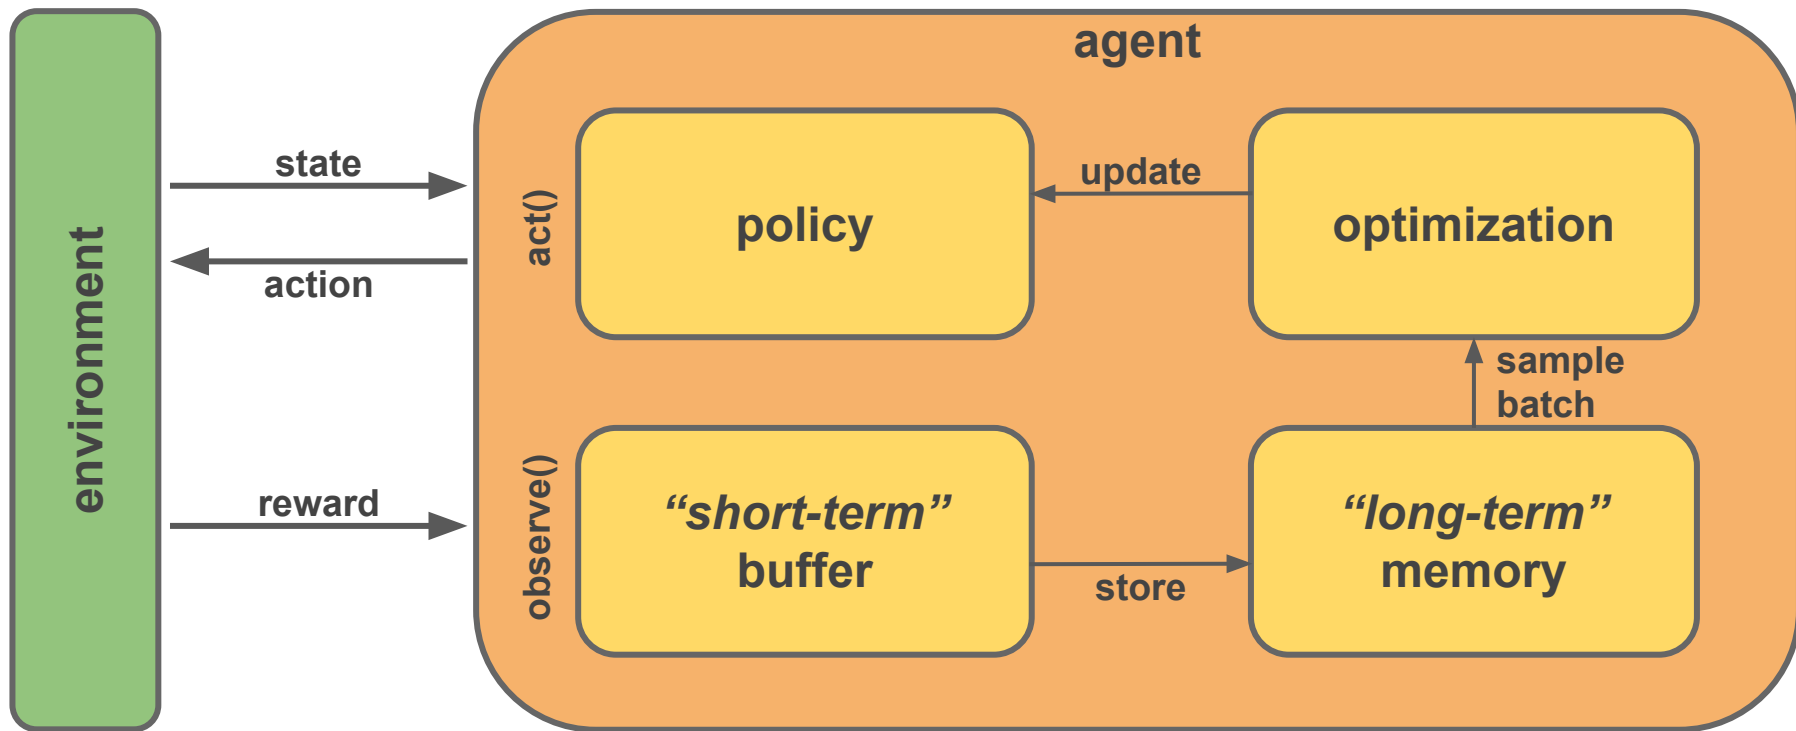 agent
environment
state
action
reward
act()
policy
update
optimization
sample
batch
observe()
“short-term”
buffer
store
“long-term”
memory